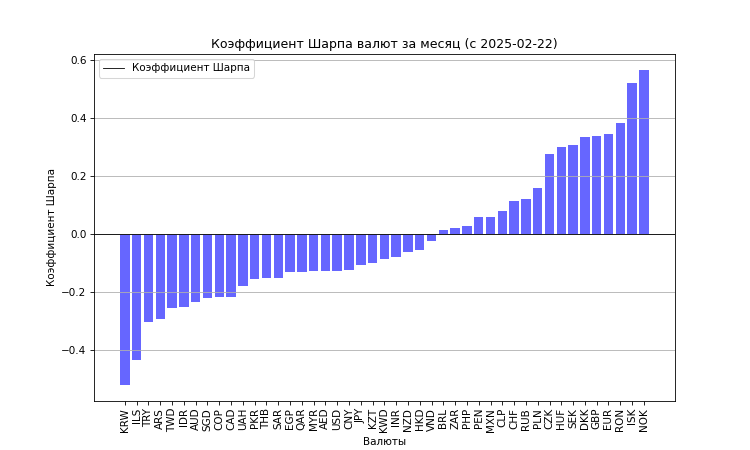 Коэффициент Шарпа валют за месяц (с 2025-02-22)
Коэффициент Шарпа
0.6
0.4
0.2
0.0
−0.2
−0.4
Коэффициент Шарпа
KRW
ILS
TRY
ARS
TWD
IDR
AUD
SGD
COP
CAD
UAH
PKR
THB
SAR
EGP
QAR
MYR
AED
USD
CNY
JPY
KZT
KWD
INR
NZD
HKD
VND
BRL
ZAR
PHP
PEN
MXN
CLP
CHF
RUB
PLN
CZK
HUF
SEK
DKK
GBP
EUR
RON
ISK
NOK
Валюты